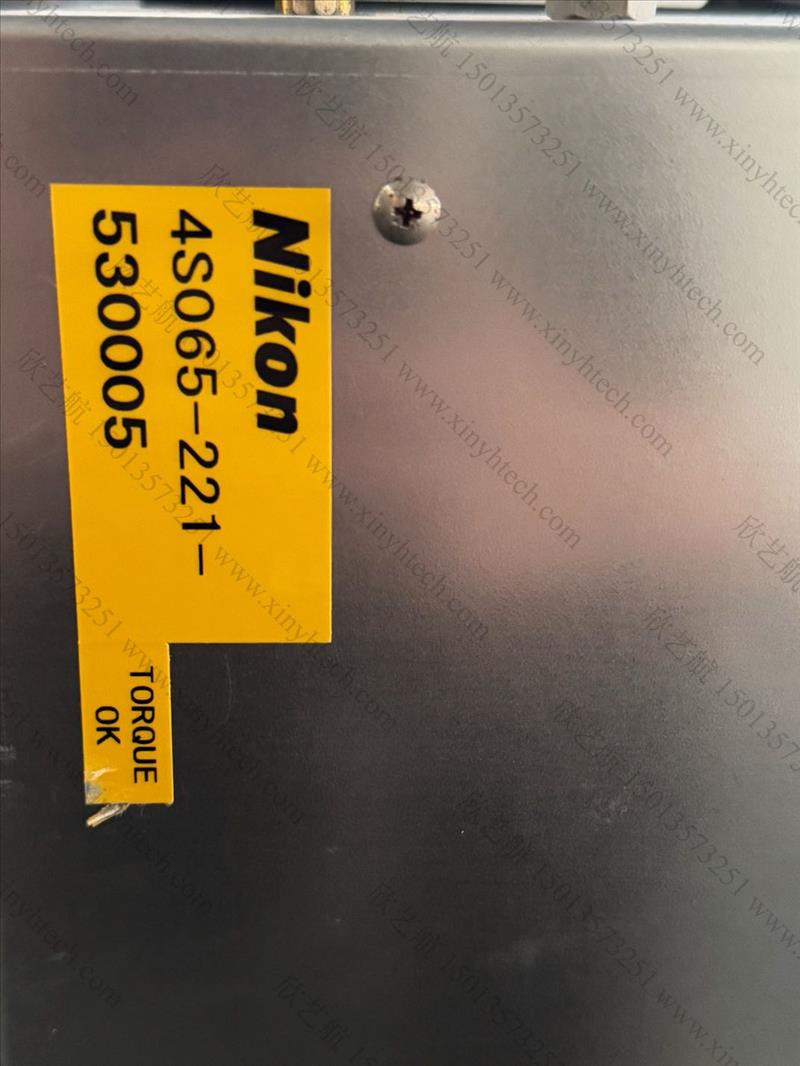 Nikon
4S065-221-
530005
TORQUE
OK
欣艺航 15013573251 www.xinyhtech.com